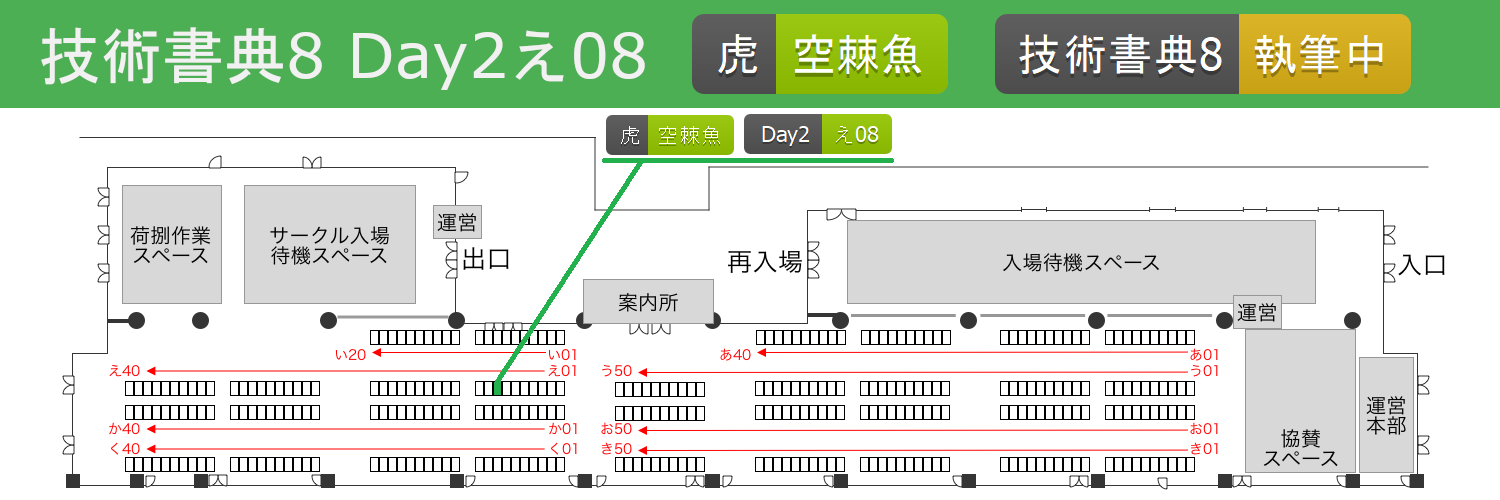 技術書典8 Day2え08
虎 空棘魚
技術書典8 執筆中
虎 空棘魚
Day2 え08
荷捌作業
スペース
サークル入場
待機スペース
運営
出口
案内所
再入場
入場待機スペース
運営
入口
い20
い01
あ40
あ01
え40
え01
う50
う01
か40
か01
お50
お01
く40
く01
き50
き01
協賛
スペース
運営
本部